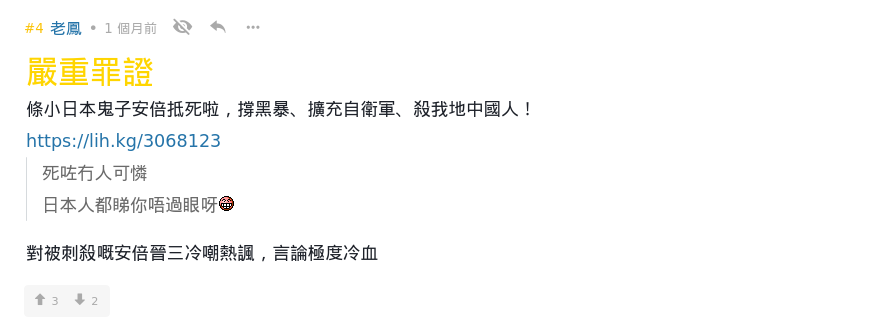 #4 老鳳 • 1 個月前
嚴重罪證
條小日本鬼子安倍抵死啦，撐黑暴、擴充自衛軍、殺我地中國人！
https://lih.kg/3068123
死咗冇人可憐
日本人都睇你唔過眼呀
對被刺殺嘅安倍晉三冷嘲熱諷，言論極度冷血
3 2